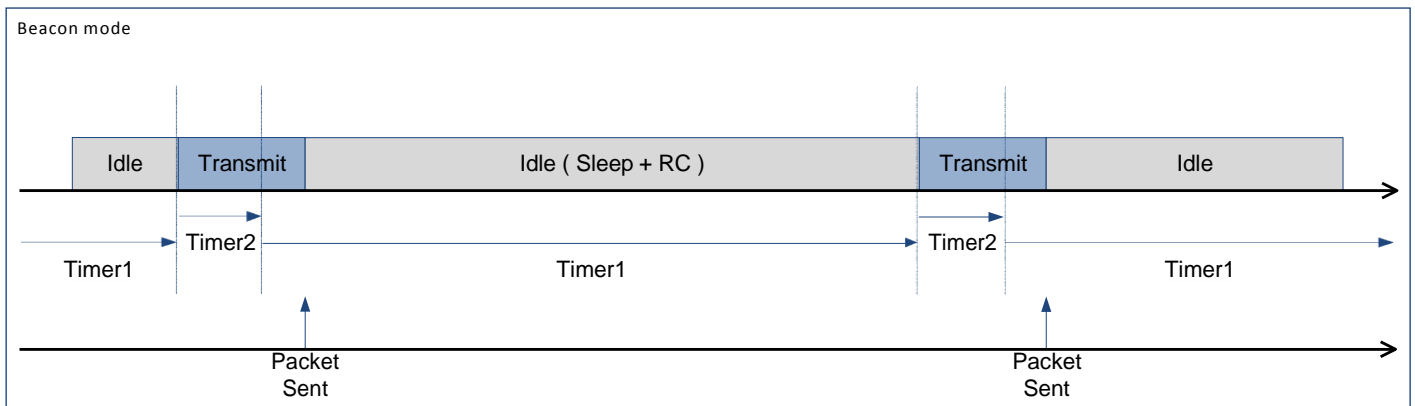 Beacon mode
Idle
Transmit
Idle ( Sleep + RC )
Transmit
Idle
Timer2
Timer2
Timer1
Timer1
Timer1
Packet
Sent
Packet
Sent